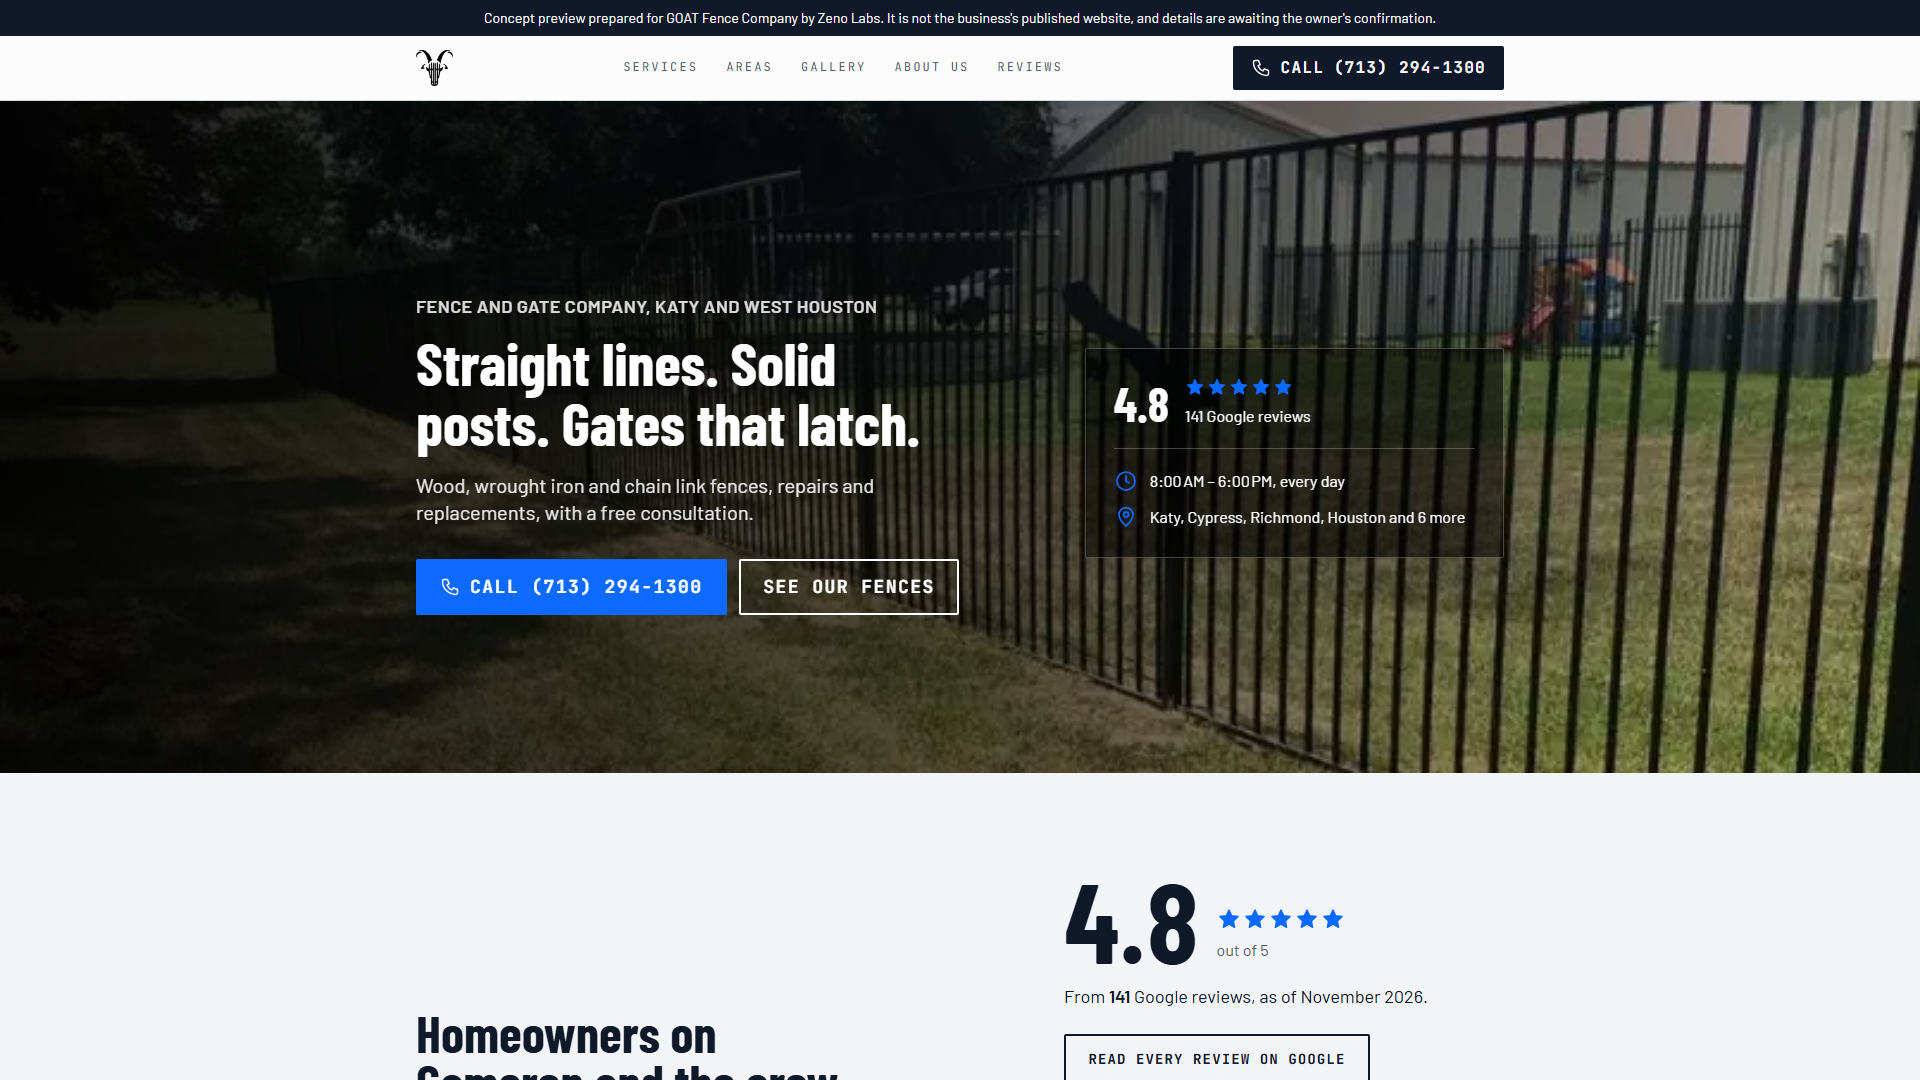 Concept preview prepared for GOAT Fence Company by Zeno Labs. It is not the business's published website, and details are awaiting the owner's confirmation.
SERVICES
AREAS
GALLERY
ABOUT US
REVIEWS
CALL (713) 294-1300
FENCE AND GATE COMPANY, KATY AND WEST HOUSTON
Straight lines. Solid
posts. Gates that latch.
Wood, wrought iron and chain link fences, repairs and
replacements, with a free consultation.
CALL (713) 294-1300
SEE OUR FENCES
4.8
141 Google reviews
8:00 AM – 6:00 PM, every day
Katy, Cypress, Richmond, Houston and 6 more
4.8
out of 5
From 141 Google reviews, as of November 2026.
READ EVERY REVIEW ON GOOGLE
Homeowners on
Cameron and the crew